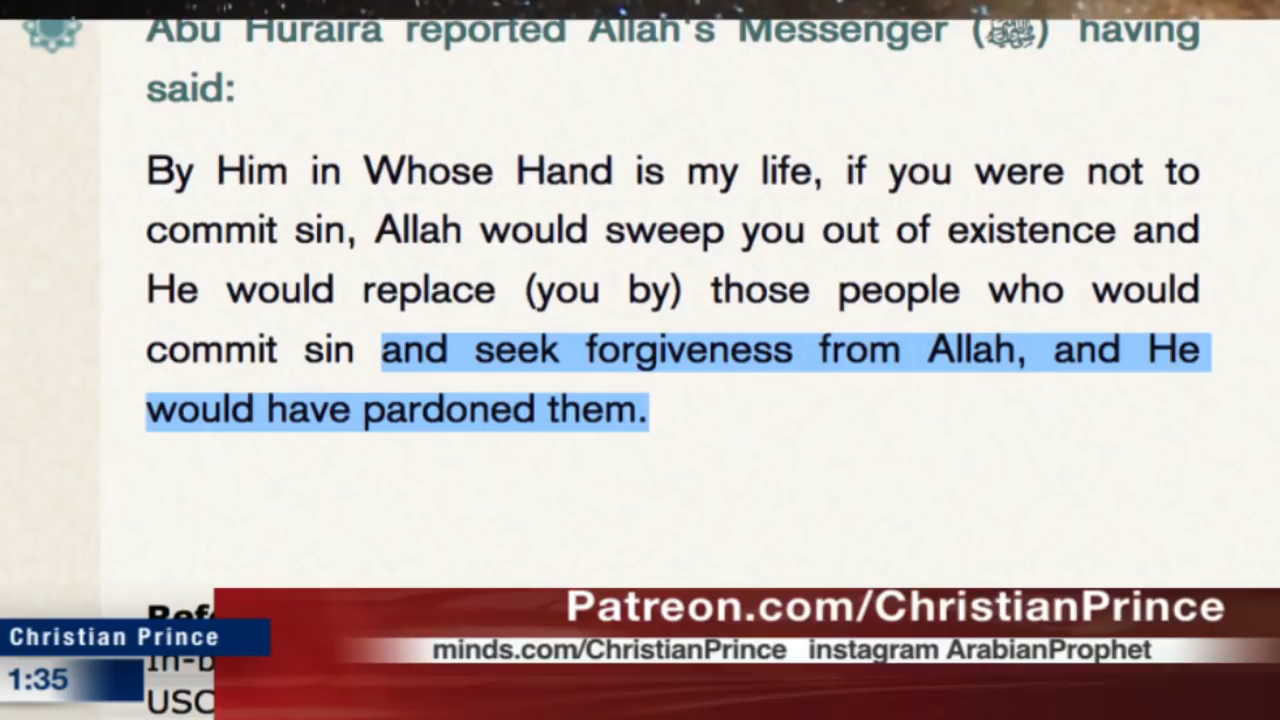 Abu Huraira reported Allah's Messenger (ﷺ) having
said:
By Him in Whose Hand is my life, if you were not to
commit sin, Allah would sweep you out of existence and
He would replace (you by) those people who would
commit sin and seek forgiveness from Allah, and He
would have pardoned them.
Patreon.com/ChristianPrince
Christian Prince
minds.com/ChristianPrince instagram ArabianProphet
In-b
1:35
USC